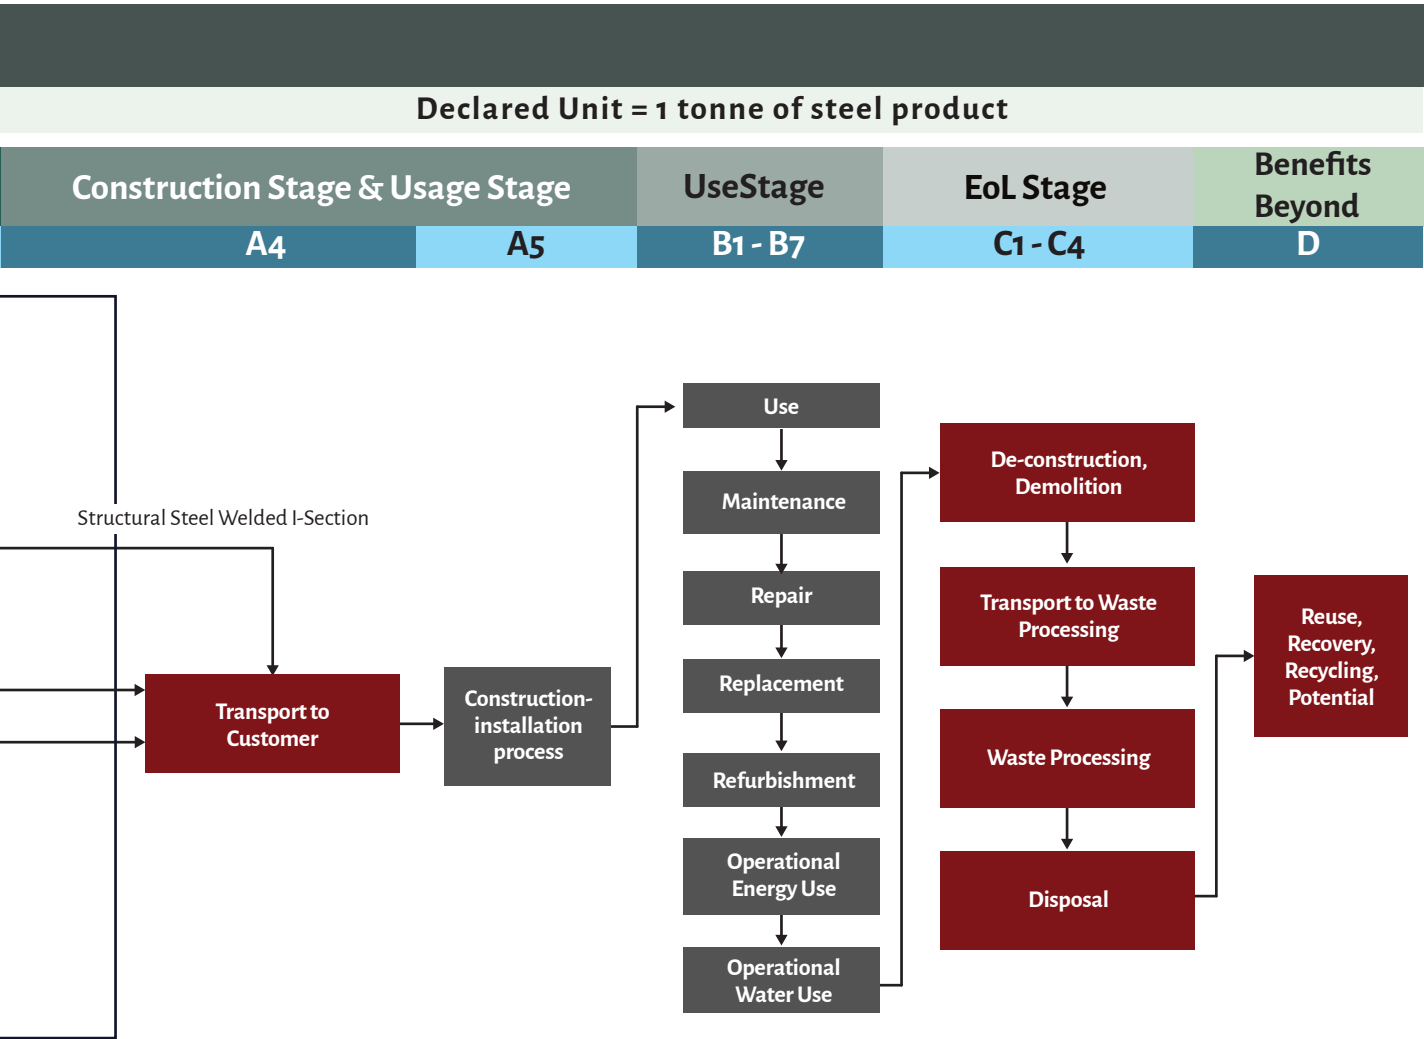 Declared Unit = 1 tonne of steel product
Construction Stage & Usage Stage
UseStage
EoL Stage
Benefits
Beyond
A4
A5
B1 - B7
C1 - C4
D
Structural Steel Welded I-Section
Transport to
Customer
Construction-
installation
process
Use
Maintenance
Repair
Replacement
Refurbishment
Operational
Energy Use
Operational
Water Use
De-construction,
Demolition
Transport to Waste
Processing
Waste Processing
Disposal
Reuse,
Recovery,
Recycling,
Potential